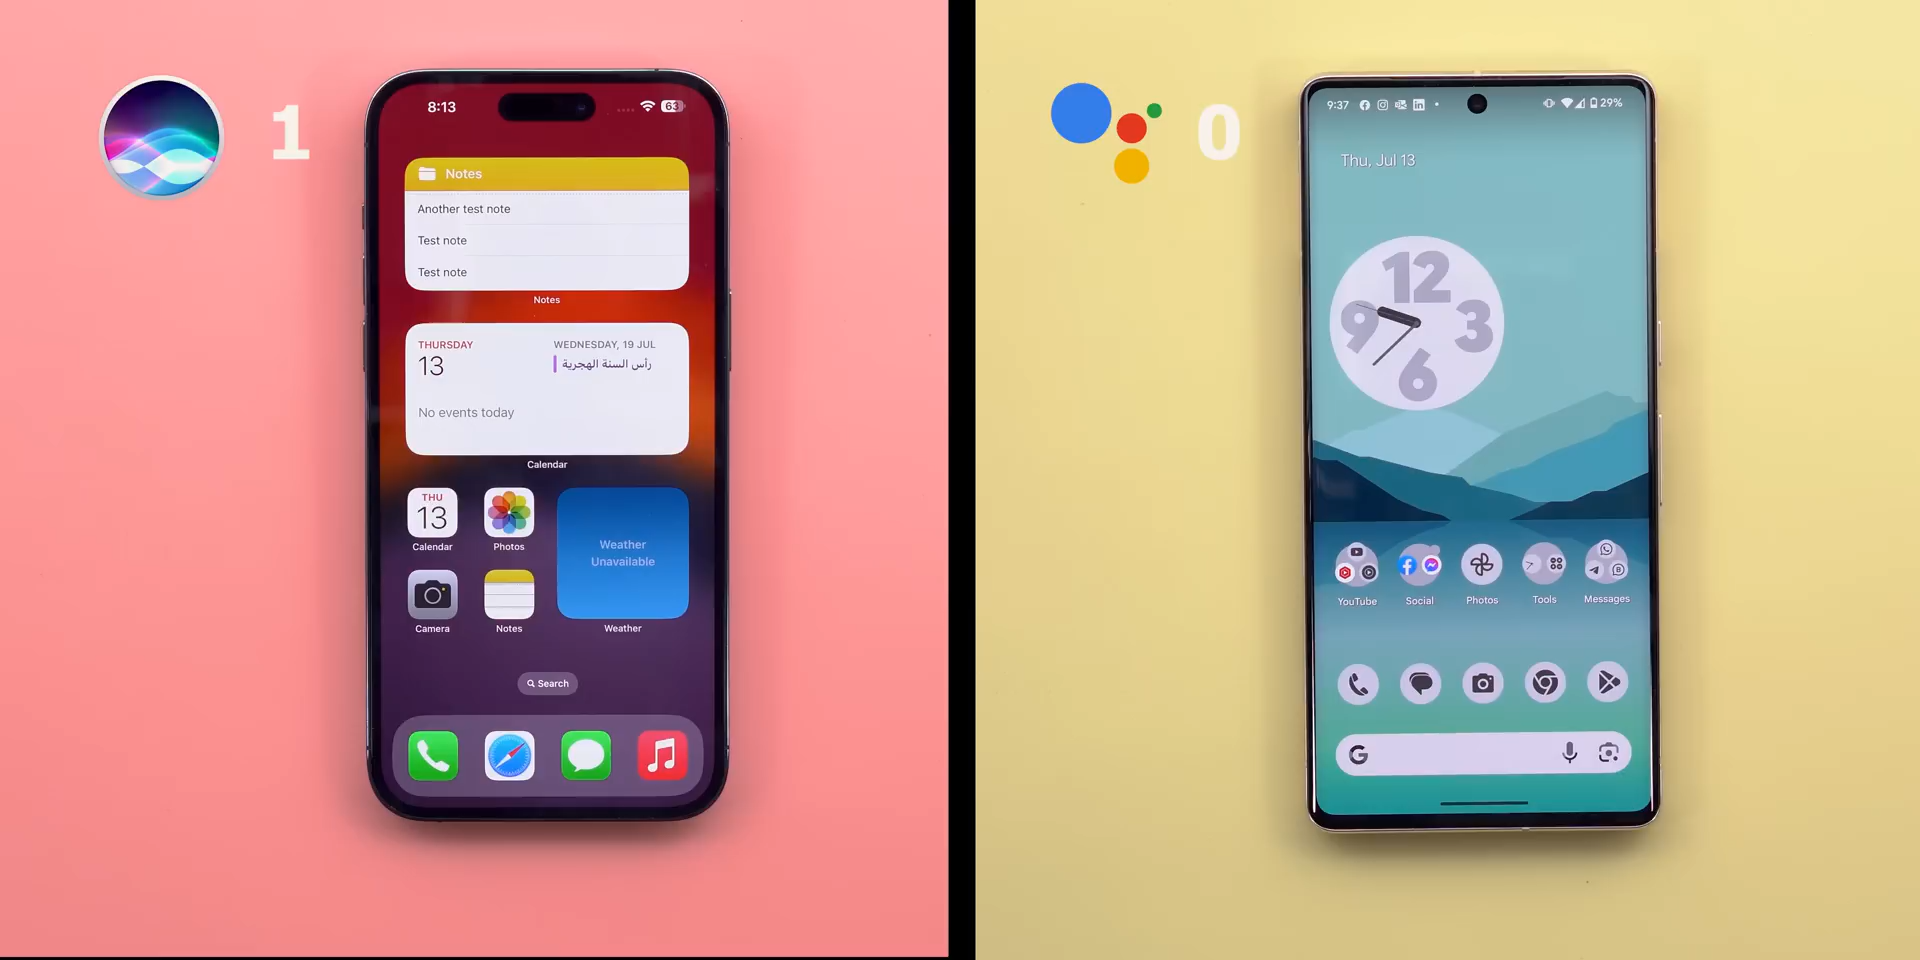 1
8:13
63
Notes
Another test note
Test note
Test note
Notes
THURSDAY
13
No events today
WEDNESDAY, 19 JUL
رأس السنة الهجرية
Calendar
THU
13
Calendar
Photos
Weather
Unavailable
Camera
Notes
Weather
Search
0
9:37
29%
Thu, Jul 13
12
3
6
9
YouTube
Social
Photos
Tools
Messages
G